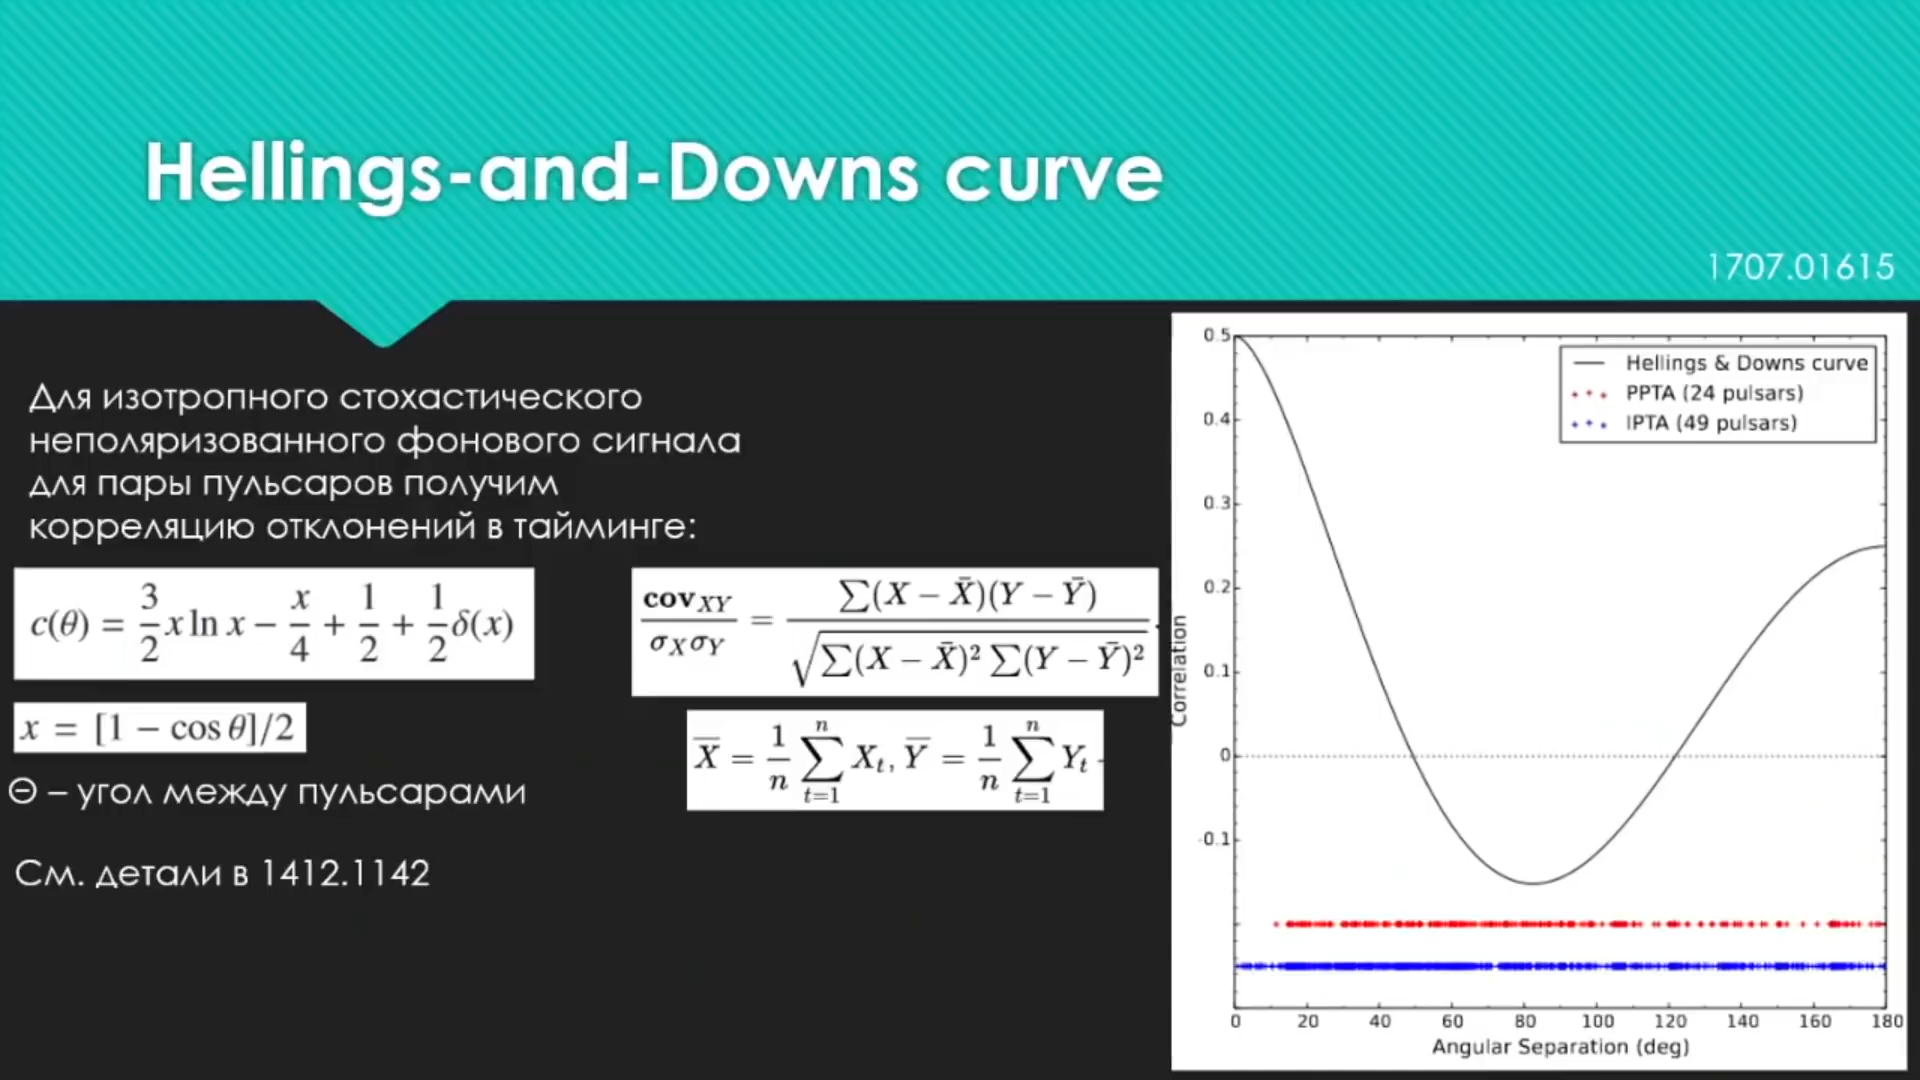 Hellings-and-Downs curve
1707.01615
Для изотропного стохастического
неполяризованного фонового сигнала
для пары пульсаров получим
корреляцию отклонений в тайминге:
c(θ) = 3/2 x ln x − x/4 + 1/2 + 1/2 δ(x)
x = [1 − cos θ]/2
Θ – угол между пульсарами
См. детали в 1412.1142
cov_XY / σ_X σ_Y = ∑(X − X̄)(Y − Ȳ) / √∑(X − X̄)² ∑(Y − Ȳ)² .
X̄ = 1/n ∑_{t=1}^{n} X_t, Ȳ = 1/n ∑_{t=1}^{n} Y_t
Hellings & Downs curve
PPTA (24 pulsars)
IPTA (49 pulsars)
Correlation
0.5
0.4
0.3
0.2
0.1
0
-0.1
0 20 40 60 80 100 120 140 160 180
Angular Separation (deg)